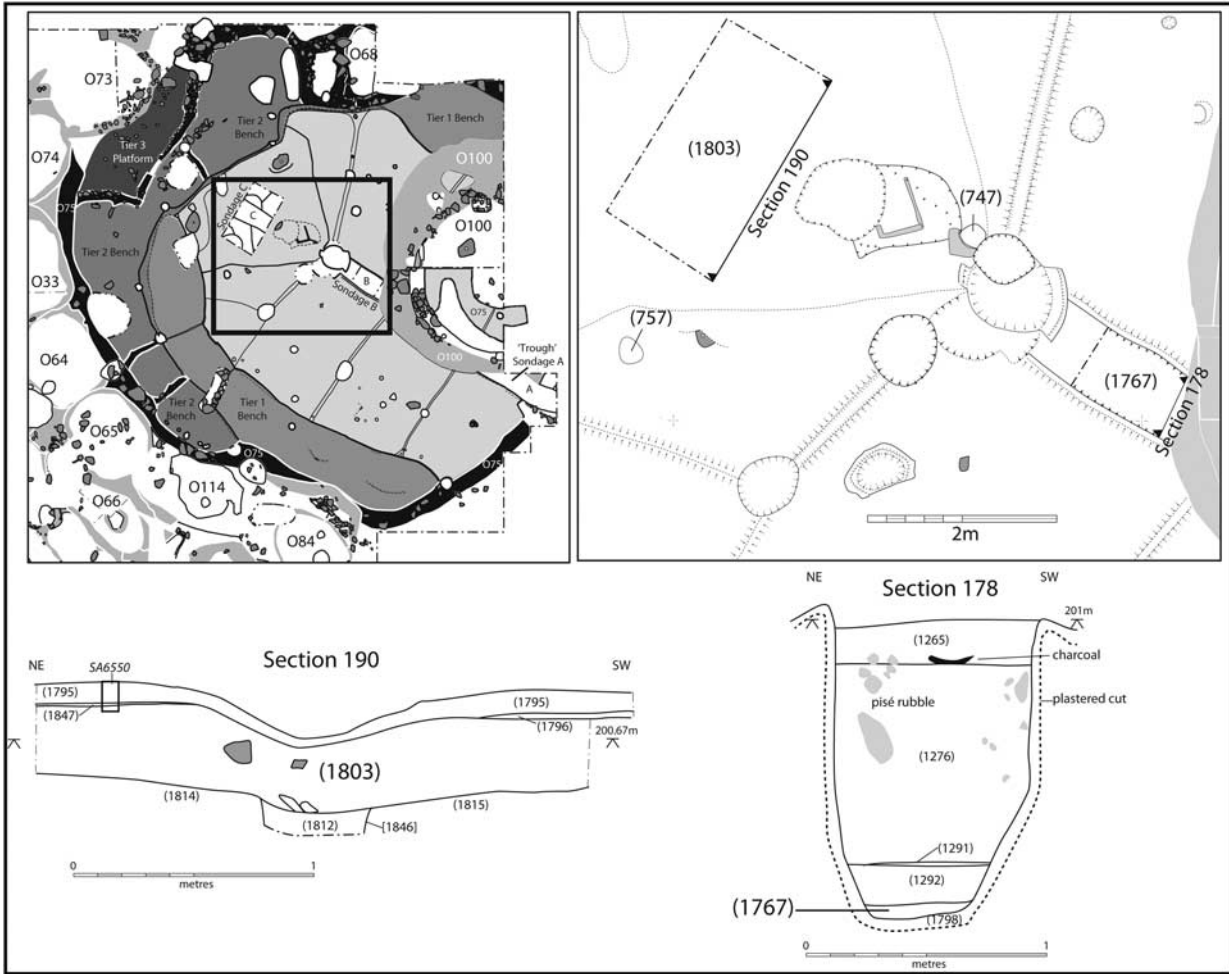 O73
O68
Tier 2
Bench
Tier 1 Bench
Tier 3
Platform
O74
O100
O75
Sondage C
C
O100
Tier 2 Bench
O33
B
Sondage B
O75
O100
'Trough'
Sondage A
A
O64
Tier 2
Bench
Tier 1
Bench
O65
O75
O75
O114
O66
O84
(1803)
Section 190
(747)
(757)
(1767)
Section 178
2m
NE
Section 178
SW
201m
(1265)
charcoal
pisé rubble
plastered cut
(1276)
(1291)
(1292)
(1767)
(1798)
0
1
metres
Section 190
NE
SA6550
SW
(1795)
(1795)
(1847)
(1796)
200.67m
(1803)
(1814)
(1815)
(1812)
[1846]
0
1
metres